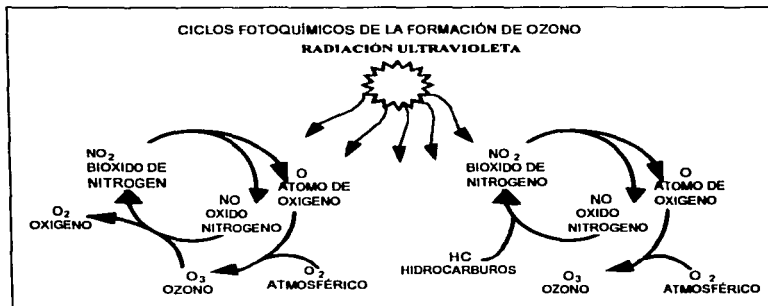 CICLOS FOTOQUÍMICOS DE LA FORMACIÓN DE OZONO
RADIACIÓN ULTRAVIOLETA
NO2
BIOXIDO DE
NITROGEN
O
ATOMO DE
OXIGENO
NO
OXIDO
NITROGENO
O2
OXIGENO
O3
OZONO
O2
ATMOSFÉRICO
NO2
BIOXIDO DE
NITROGENO
O
ATOMO DE
OXIGENO
NO
OXIDO
NITROGENO
HC
HIDROCARBUROS
O3
OZONO
O2
ATMOSFÉRICO